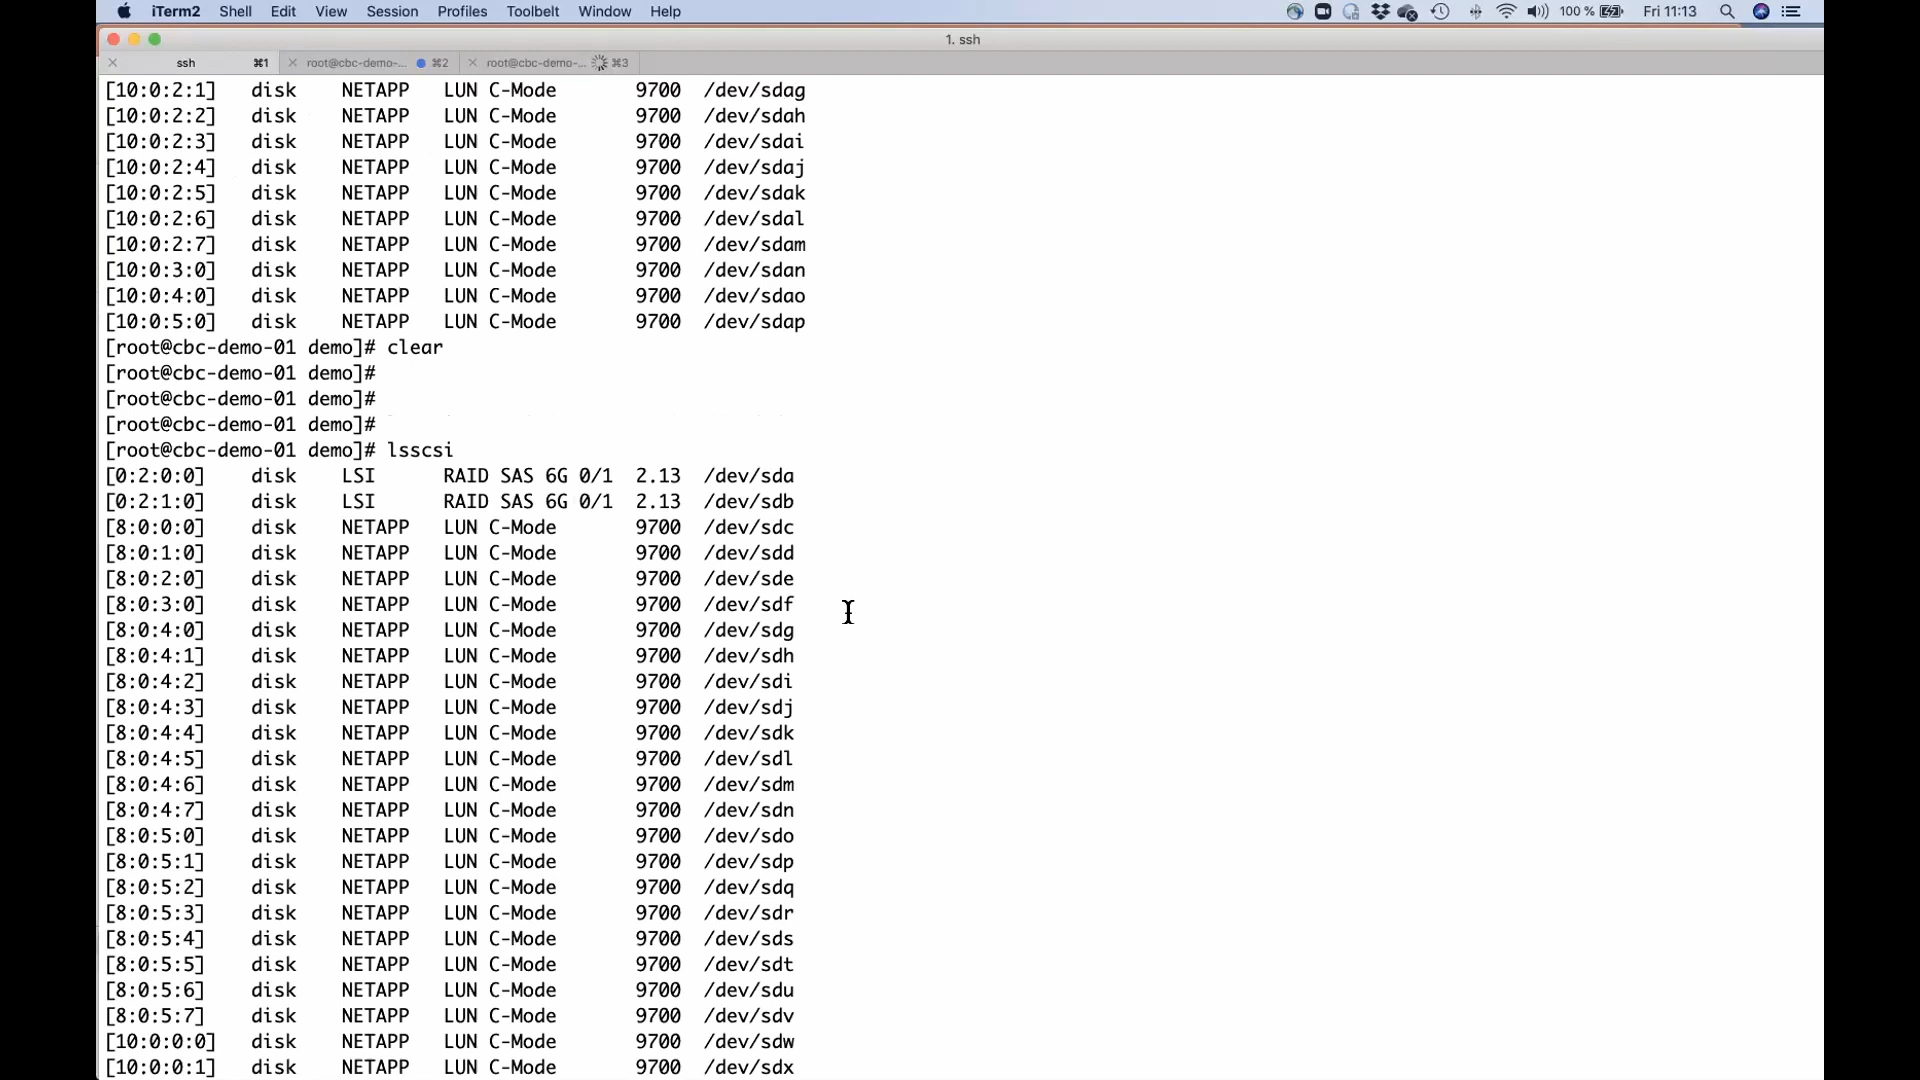 iTerm2 Shell Edit View Session Profiles Toolbelt Window Help 100 % Fri 11:13
1. ssh
ssh ⌘1 root@cbc-demo-... ⌘2 root@cbc-demo-... ⌘3
[10:0:2:1] disk NETAPP LUN C-Mode 9700 /dev/sdag
[10:0:2:2] disk NETAPP LUN C-Mode 9700 /dev/sdah
[10:0:2:3] disk NETAPP LUN C-Mode 9700 /dev/sdai
[10:0:2:4] disk NETAPP LUN C-Mode 9700 /dev/sdaj
[10:0:2:5] disk NETAPP LUN C-Mode 9700 /dev/sdak
[10:0:2:6] disk NETAPP LUN C-Mode 9700 /dev/sdal
[10:0:2:7] disk NETAPP LUN C-Mode 9700 /dev/sdam
[10:0:3:0] disk NETAPP LUN C-Mode 9700 /dev/sdan
[10:0:4:0] disk NETAPP LUN C-Mode 9700 /dev/sdao
[10:0:5:0] disk NETAPP LUN C-Mode 9700 /dev/sdap
[root@cbc-demo-01 demo]# clear
[root@cbc-demo-01 demo]#
[root@cbc-demo-01 demo]#
[root@cbc-demo-01 demo]#
[root@cbc-demo-01 demo]# lsscsi
[0:2:0:0] disk LSI RAID SAS 6G 0/1 2.13 /dev/sda
[0:2:1:0] disk LSI RAID SAS 6G 0/1 2.13 /dev/sdb
[8:0:0:0] disk NETAPP LUN C-Mode 9700 /dev/sdc
[8:0:1:0] disk NETAPP LUN C-Mode 9700 /dev/sdd
[8:0:2:0] disk NETAPP LUN C-Mode 9700 /dev/sde
[8:0:3:0] disk NETAPP LUN C-Mode 9700 /dev/sdf
[8:0:4:0] disk NETAPP LUN C-Mode 9700 /dev/sdg
[8:0:4:1] disk NETAPP LUN C-Mode 9700 /dev/sdh
[8:0:4:2] disk NETAPP LUN C-Mode 9700 /dev/sdi
[8:0:4:3] disk NETAPP LUN C-Mode 9700 /dev/sdj
[8:0:4:4] disk NETAPP LUN C-Mode 9700 /dev/sdk
[8:0:4:5] disk NETAPP LUN C-Mode 9700 /dev/sdl
[8:0:4:6] disk NETAPP LUN C-Mode 9700 /dev/sdm
[8:0:4:7] disk NETAPP LUN C-Mode 9700 /dev/sdn
[8:0:5:0] disk NETAPP LUN C-Mode 9700 /dev/sdo
[8:0:5:1] disk NETAPP LUN C-Mode 9700 /dev/sdp
[8:0:5:2] disk NETAPP LUN C-Mode 9700 /dev/sdq
[8:0:5:3] disk NETAPP LUN C-Mode 9700 /dev/sdr
[8:0:5:4] disk NETAPP LUN C-Mode 9700 /dev/sds
[8:0:5:5] disk NETAPP LUN C-Mode 9700 /dev/sdt
[8:0:5:6] disk NETAPP LUN C-Mode 9700 /dev/sdu
[8:0:5:7] disk NETAPP LUN C-Mode 9700 /dev/sdv
[10:0:0:0] disk NETAPP LUN C-Mode 9700 /dev/sdw
[10:0:0:1] disk NETAPP LUN C-Mode 9700 /dev/sdx